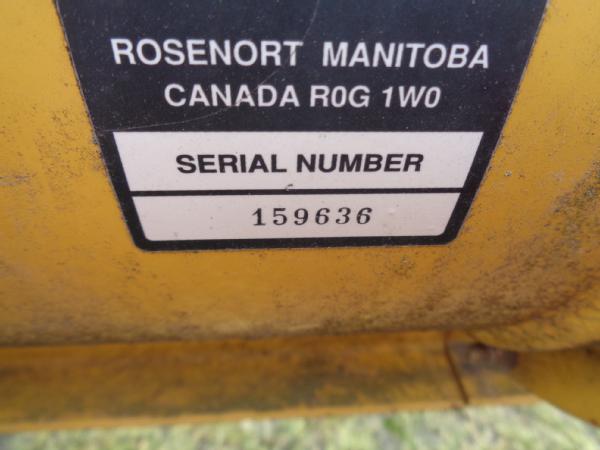 ROSENORT MANITOBA
CANADA R0G 1W0
SERIAL NUMBER
159636